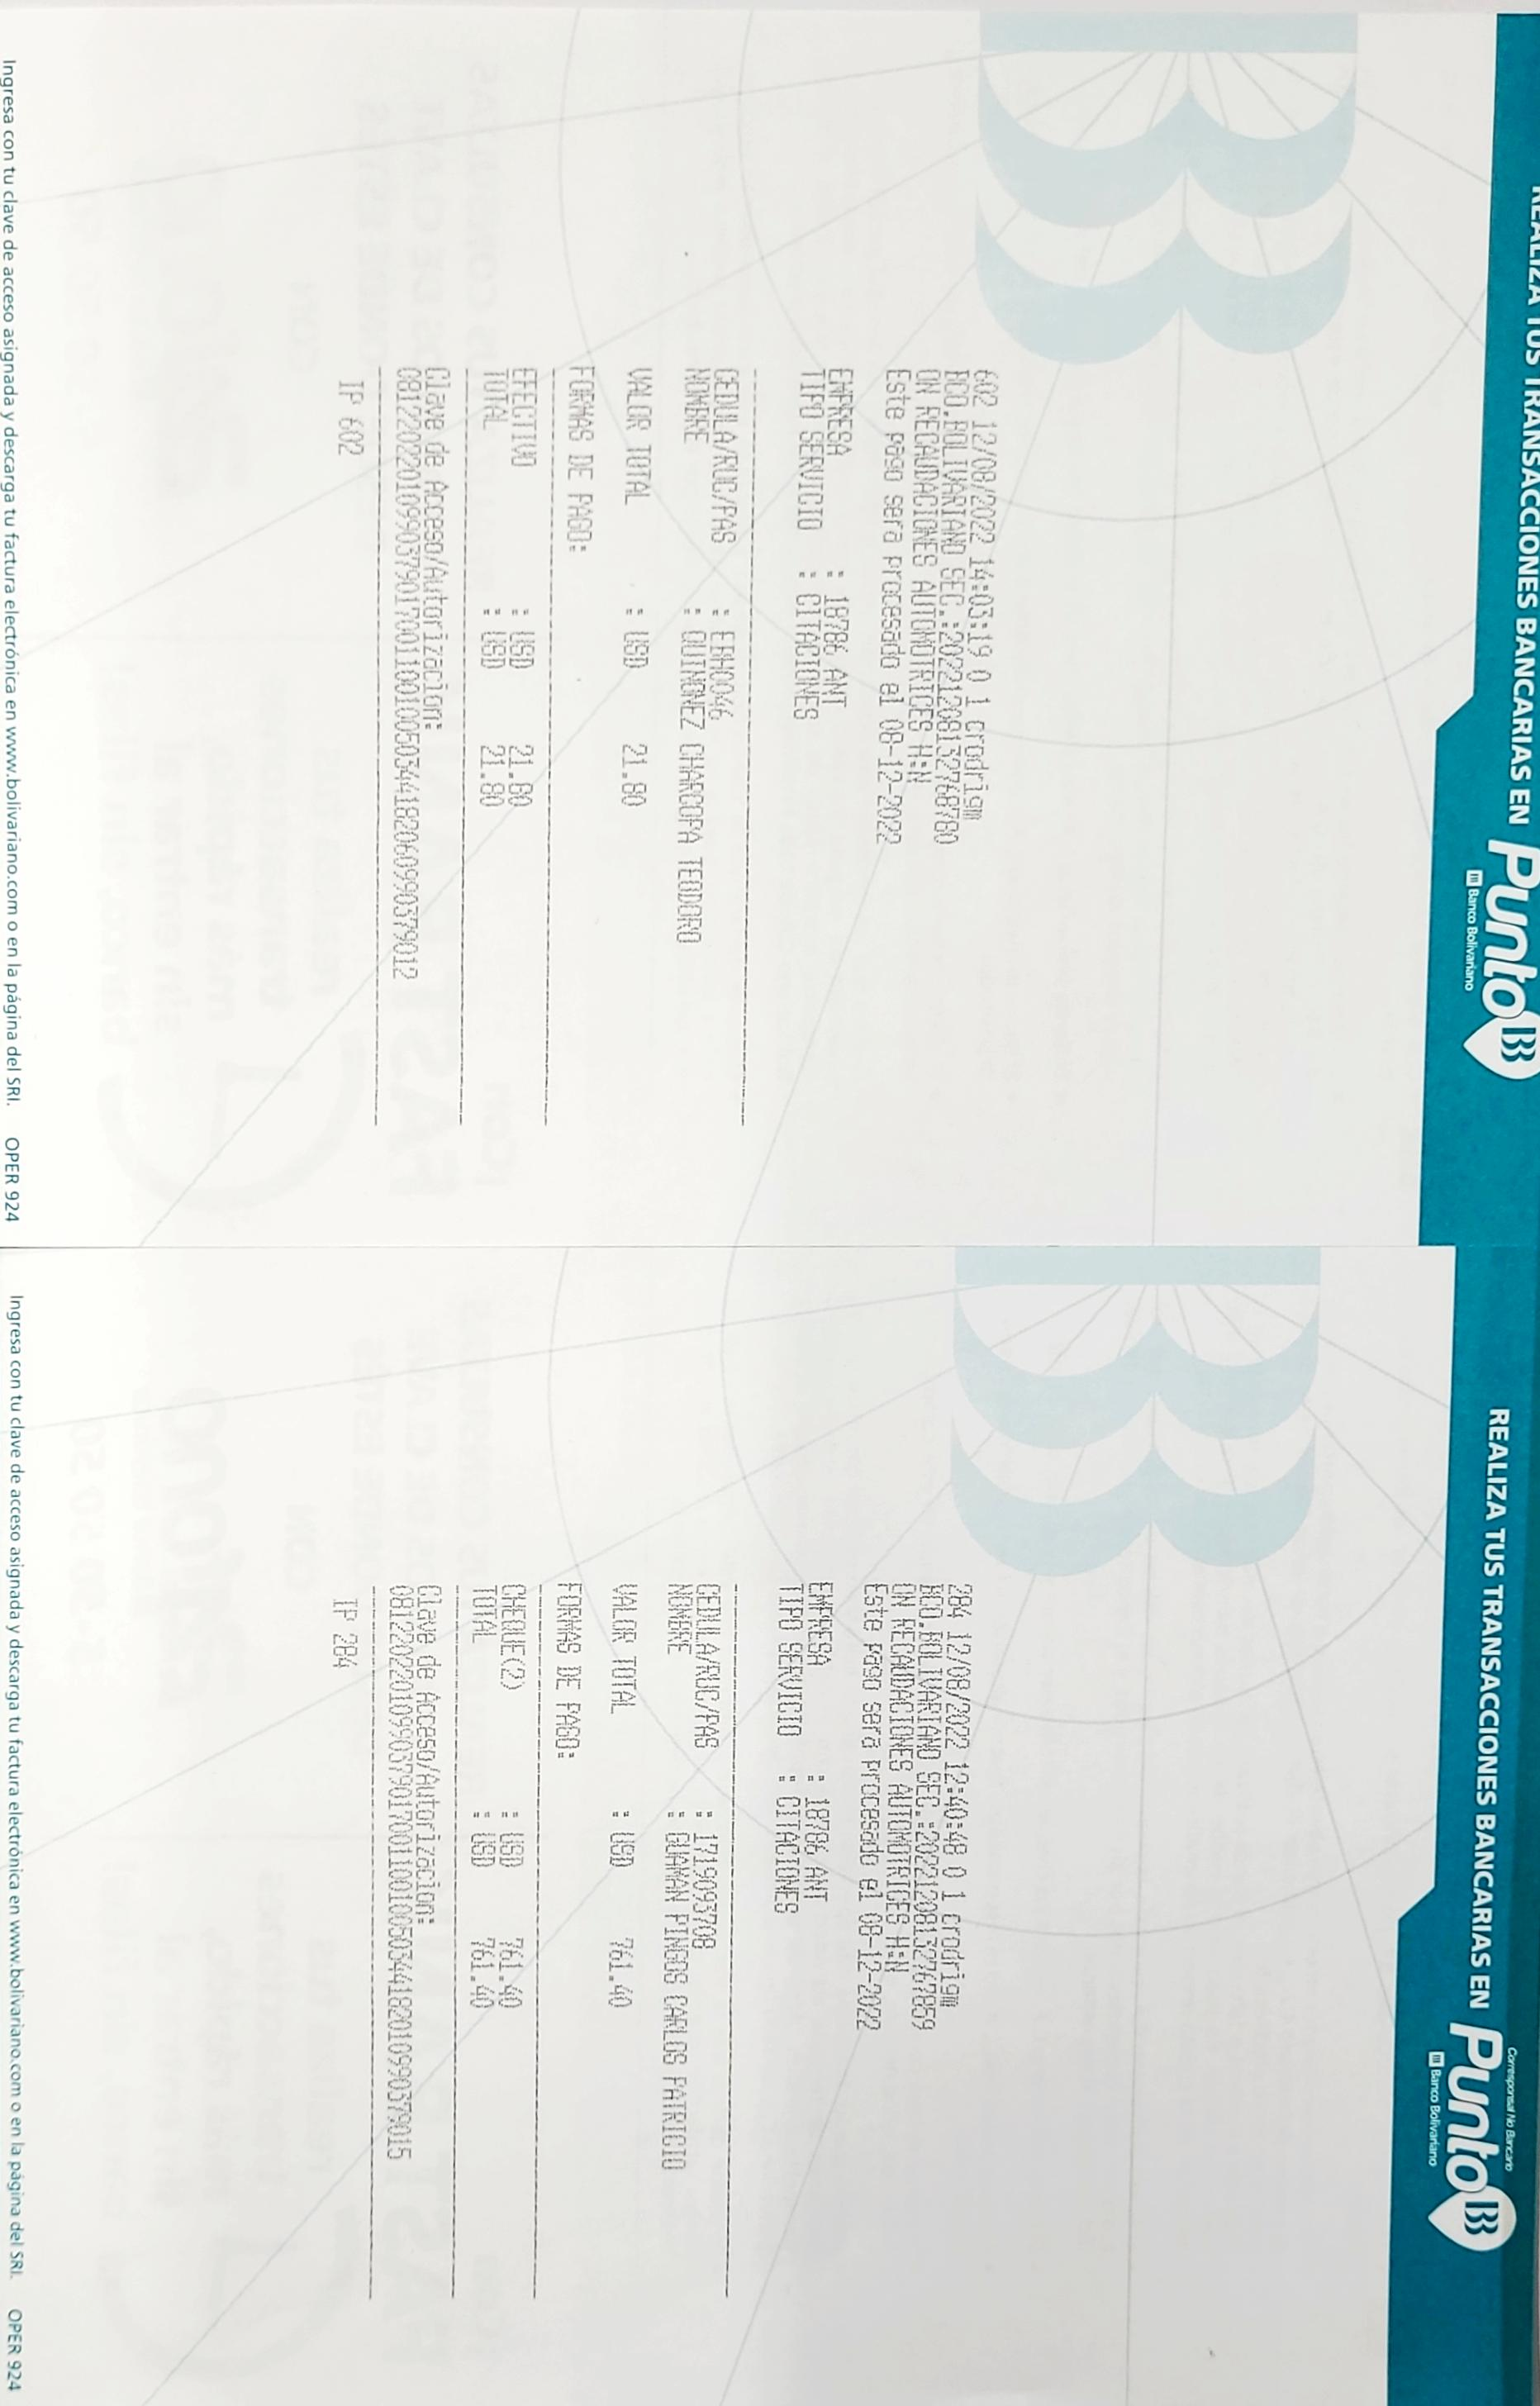 REALIZA TUS TRANSACCIONES BANCARIAS EN
Punto BB
Banco Bolivariano
602 12/08/2022 14:03:19 0 1 crodrigm
BCO.BOLIVARIANO SEC.:20221208132768780
ON RECAUDACIONES AUTOMOTRICES H:N
Este pago sera procesado el 08-12-2022
EMPRESA : 18786 ANT
TIPO SERVICIO : CITACIONES
CEDULA/RUC/PAS : EBH0046
NOMBRE : QUINONEZ CHARCOPA TEODORO
VALOR TOTAL : USD 21.80
FORMAS DE PAGO:
EFECTIVO : USD 21.80
TOTAL : USD 21.80
Clave de Acceso/Autorizacion:
IP 602
Ingresa con tu clave de acceso asignada y descarga tu factura electrónica en www.bolivariano.com o en la página del SRI. OPER 924
REALIZA TUS TRANSACCIONES BANCARIAS EN
Corresponsal No Bancario
Punto BB
Banco Bolivariano
284 12/08/2022 12:40:48 0 1 crodrigm
BCO.BOLIVARIANO SEC.:20221208132767859
ON RECAUDACIONES AUTOMOTRICES H:N
Este pago sera procesado el 08-12-2022
EMPRESA : 18786 ANT
TIPO SERVICIO : CITACIONES
CEDULA/RUC/PAS : 1719093708
NOMBRE : GUAMAN PINGOS CARLOS PATRICIO
VALOR TOTAL : USD 761.40
FORMAS DE PAGO:
CHEQUE(2) : USD 761.40
TOTAL : USD 761.40
Clave de Acceso/Autorizacion:
IP 284
Ingresa con tu clave de acceso asignada y descarga tu factura electrónica en www.bolivariano.com o en la página del SRI. OPER 924